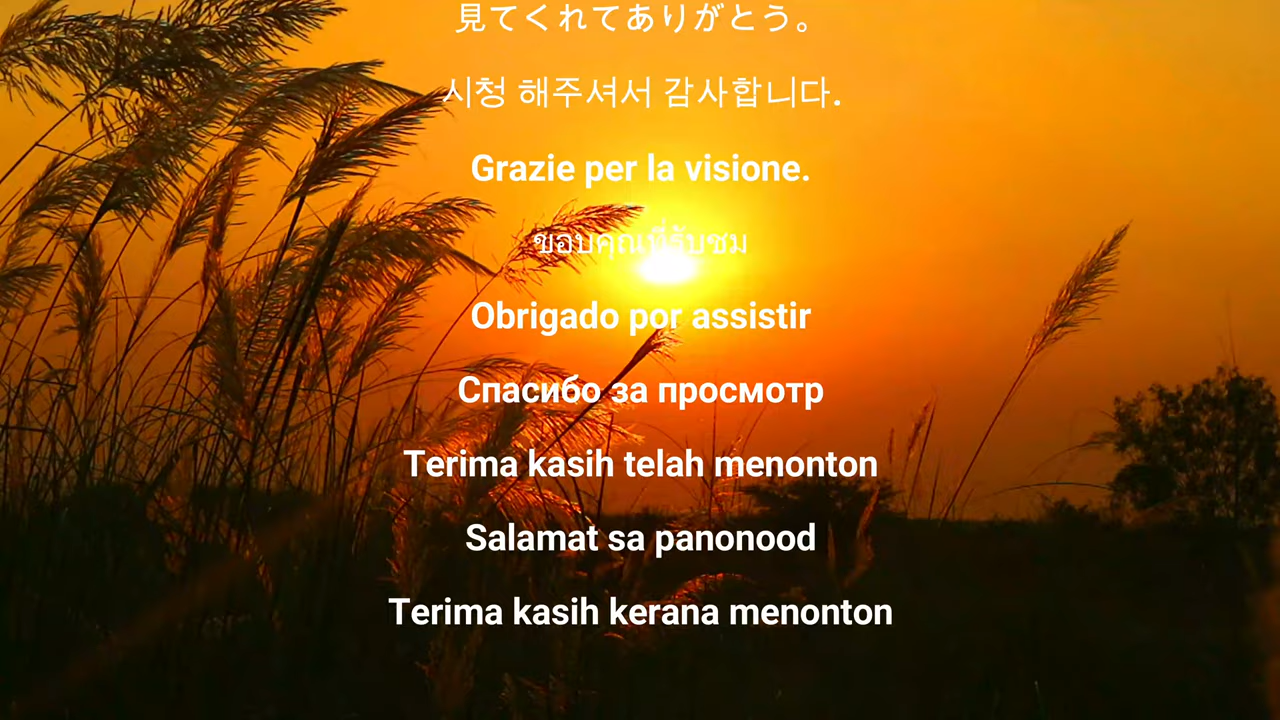 見てくれてありがとう。
시청 해주셔서 감사합니다.
Grazie per la visione.
ขอบคุณที่รับชม
Obrigado por assistir
Спасибо за просмотр
Terima kasih telah menonton
Salamat sa panonood
Terima kasih kerana menonton